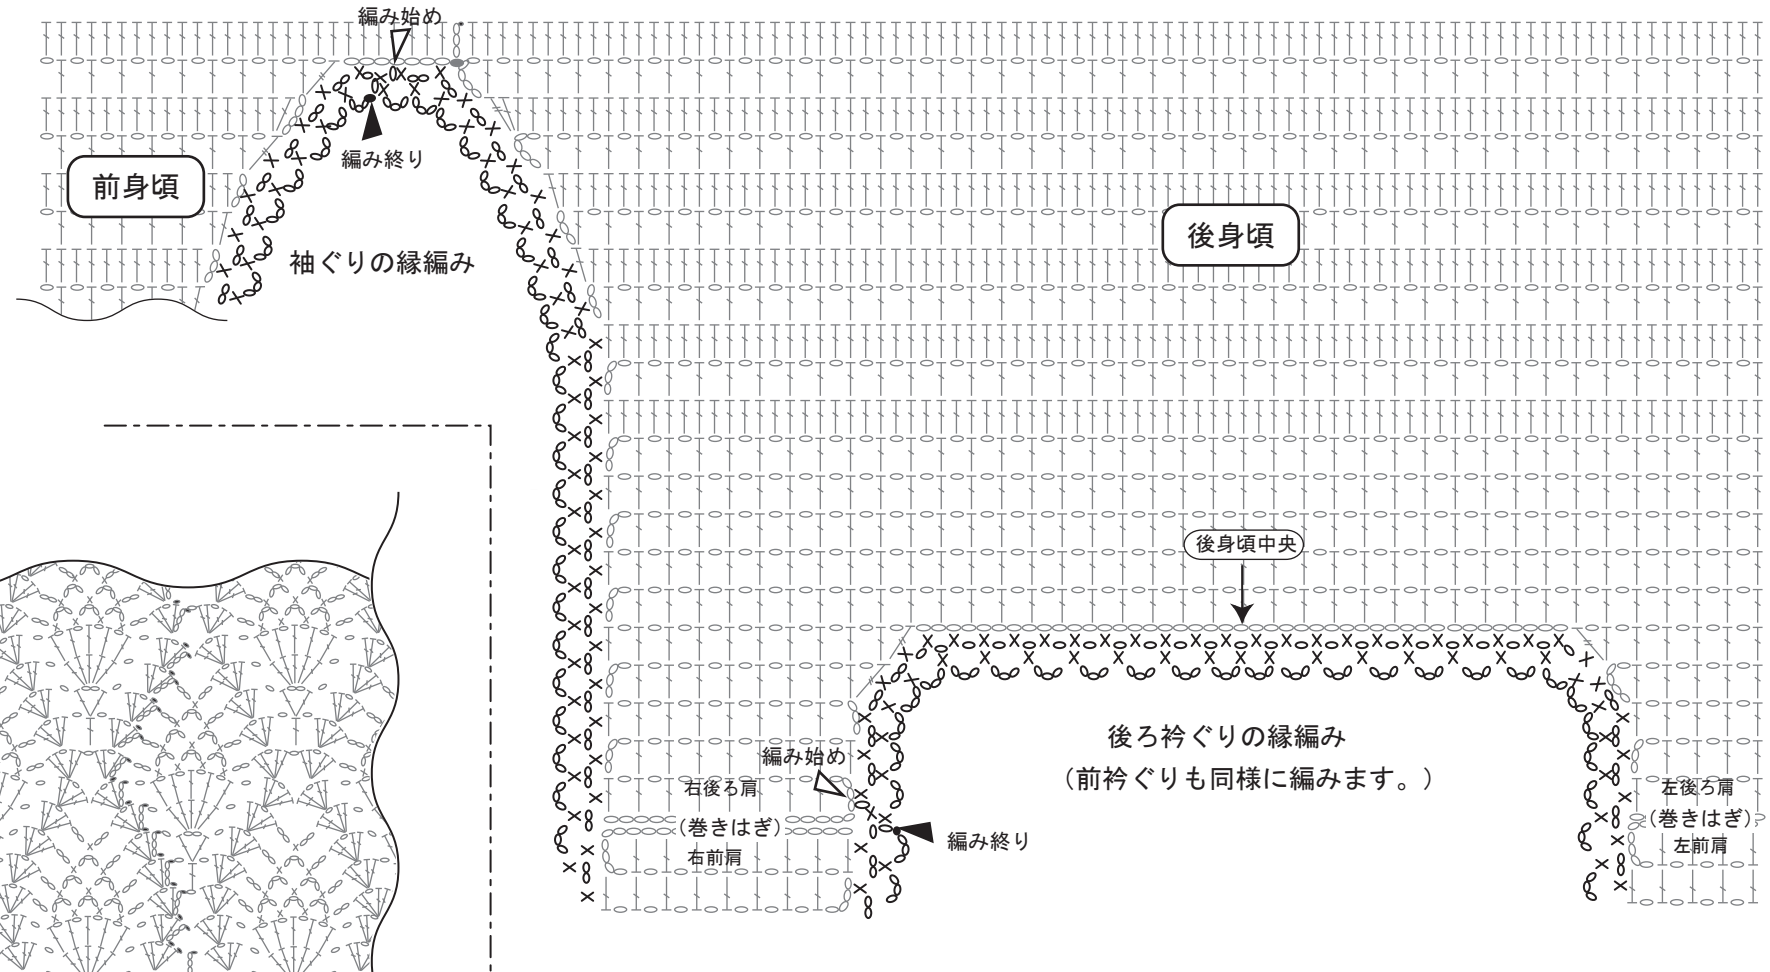 編み始め
編み終り
前身頃
袖ぐりの縁編み
後身頃
後身頃中央
後ろ衿ぐりの縁編み
（前衿ぐりも同様に編みます。）
編み始め
右後ろ肩
（巻きはぎ）
右前肩
編み終り
左後ろ肩
（巻きはぎ）
左前肩